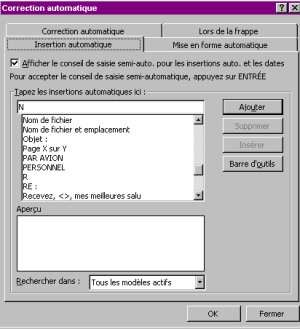 Correction automatique
Correction automatique
Lors de la frappe
Insertion automatique
Mise en forme automatique
Afficher le conseil de saisie semi-auto. pour les insertions auto. et les dates
Pour accepter le conseil de saisie semi-automatique, appuyez sur ENTRÉE
Tapez les insertions automatiques ici :
N
Ajouter
Nom de fichier
Nom de fichier et emplacement
Objet :
Page X sur Y
PAR AVION
PERSONNEL
R
RE :
Recevez, <>, mes meilleures salu
Supprimer
Insérer
Barre d'outils
Aperçu
Rechercher dans :
Tous les modèles actifs
OK
Fermer